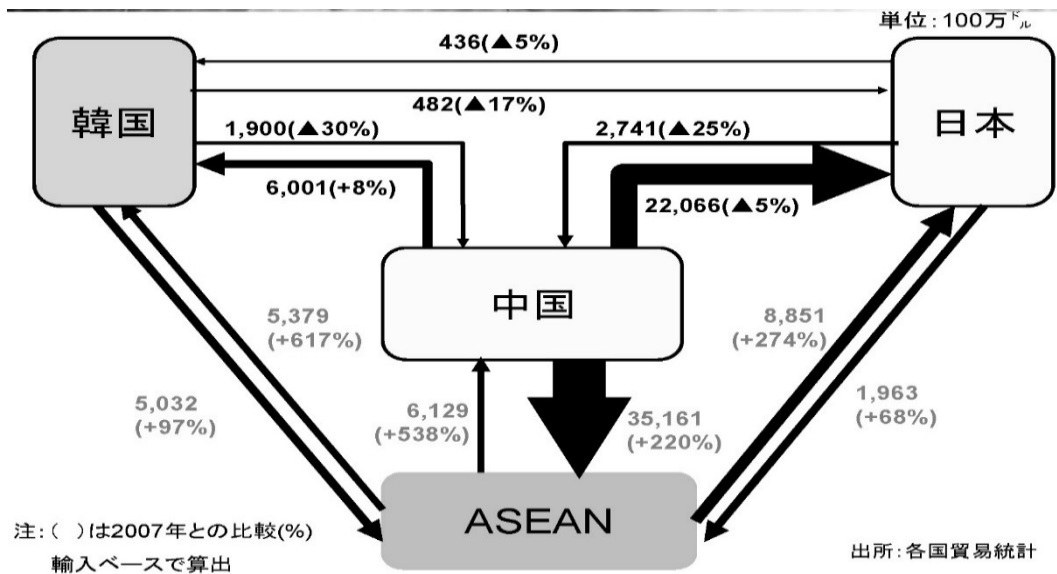 単位：100万㌦
436(▲5%)
482(▲17%)
韓国
日本
1,900(▲30%)
2,741(▲25%)
6,001(+8%)
22,066(▲5%)
中国
5,379
(+617%)
8,851
(+274%)
5,032
(+97%)
6,129
(+538%)
35,161
(+220%)
1,963
(+68%)
ASEAN
注：（　）は2007年との比較(%)
輸入ベースで算出
出所：各国貿易統計